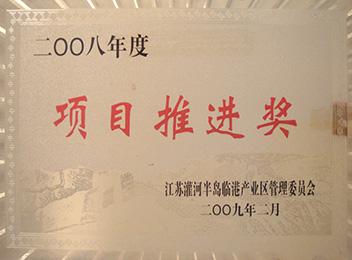 二〇〇八年度
项目推进奖
江苏灌河半岛临港产业区管理委员会
二〇〇九年二月